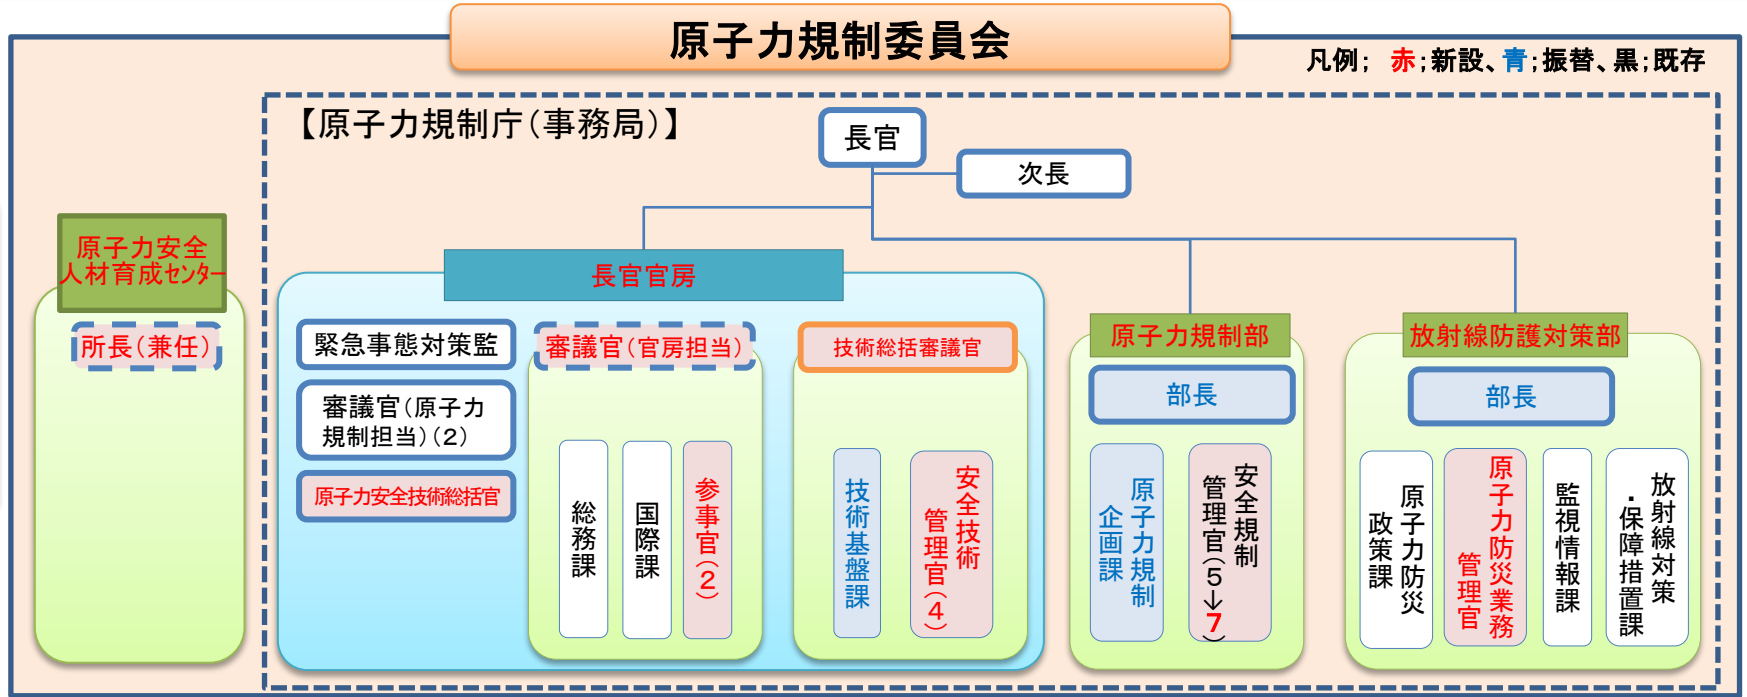 原子力規制委員会
凡例； 赤；新設、青；振替、黒；既存
【原子力規制庁（事務局）】
長官
次長
原子力安全
人材育成センター
所長（兼任）
長官官房
緊急事態対策監
審議官（原子力
規制担当）（２）
原子力安全技術総括官
審議官（官房担当）
総務課
国際課
参事官（２）
技術総括審議官
技術基盤課
安全技術
管理官（４）
原子力規制部
部長
原子力規制
企画課
安全規制
管理官（５→７）
放射線防護対策部
部長
原子力防災
政策課
原子力防災業務
管理官
監視情報課
放射線対策
・保障措置課